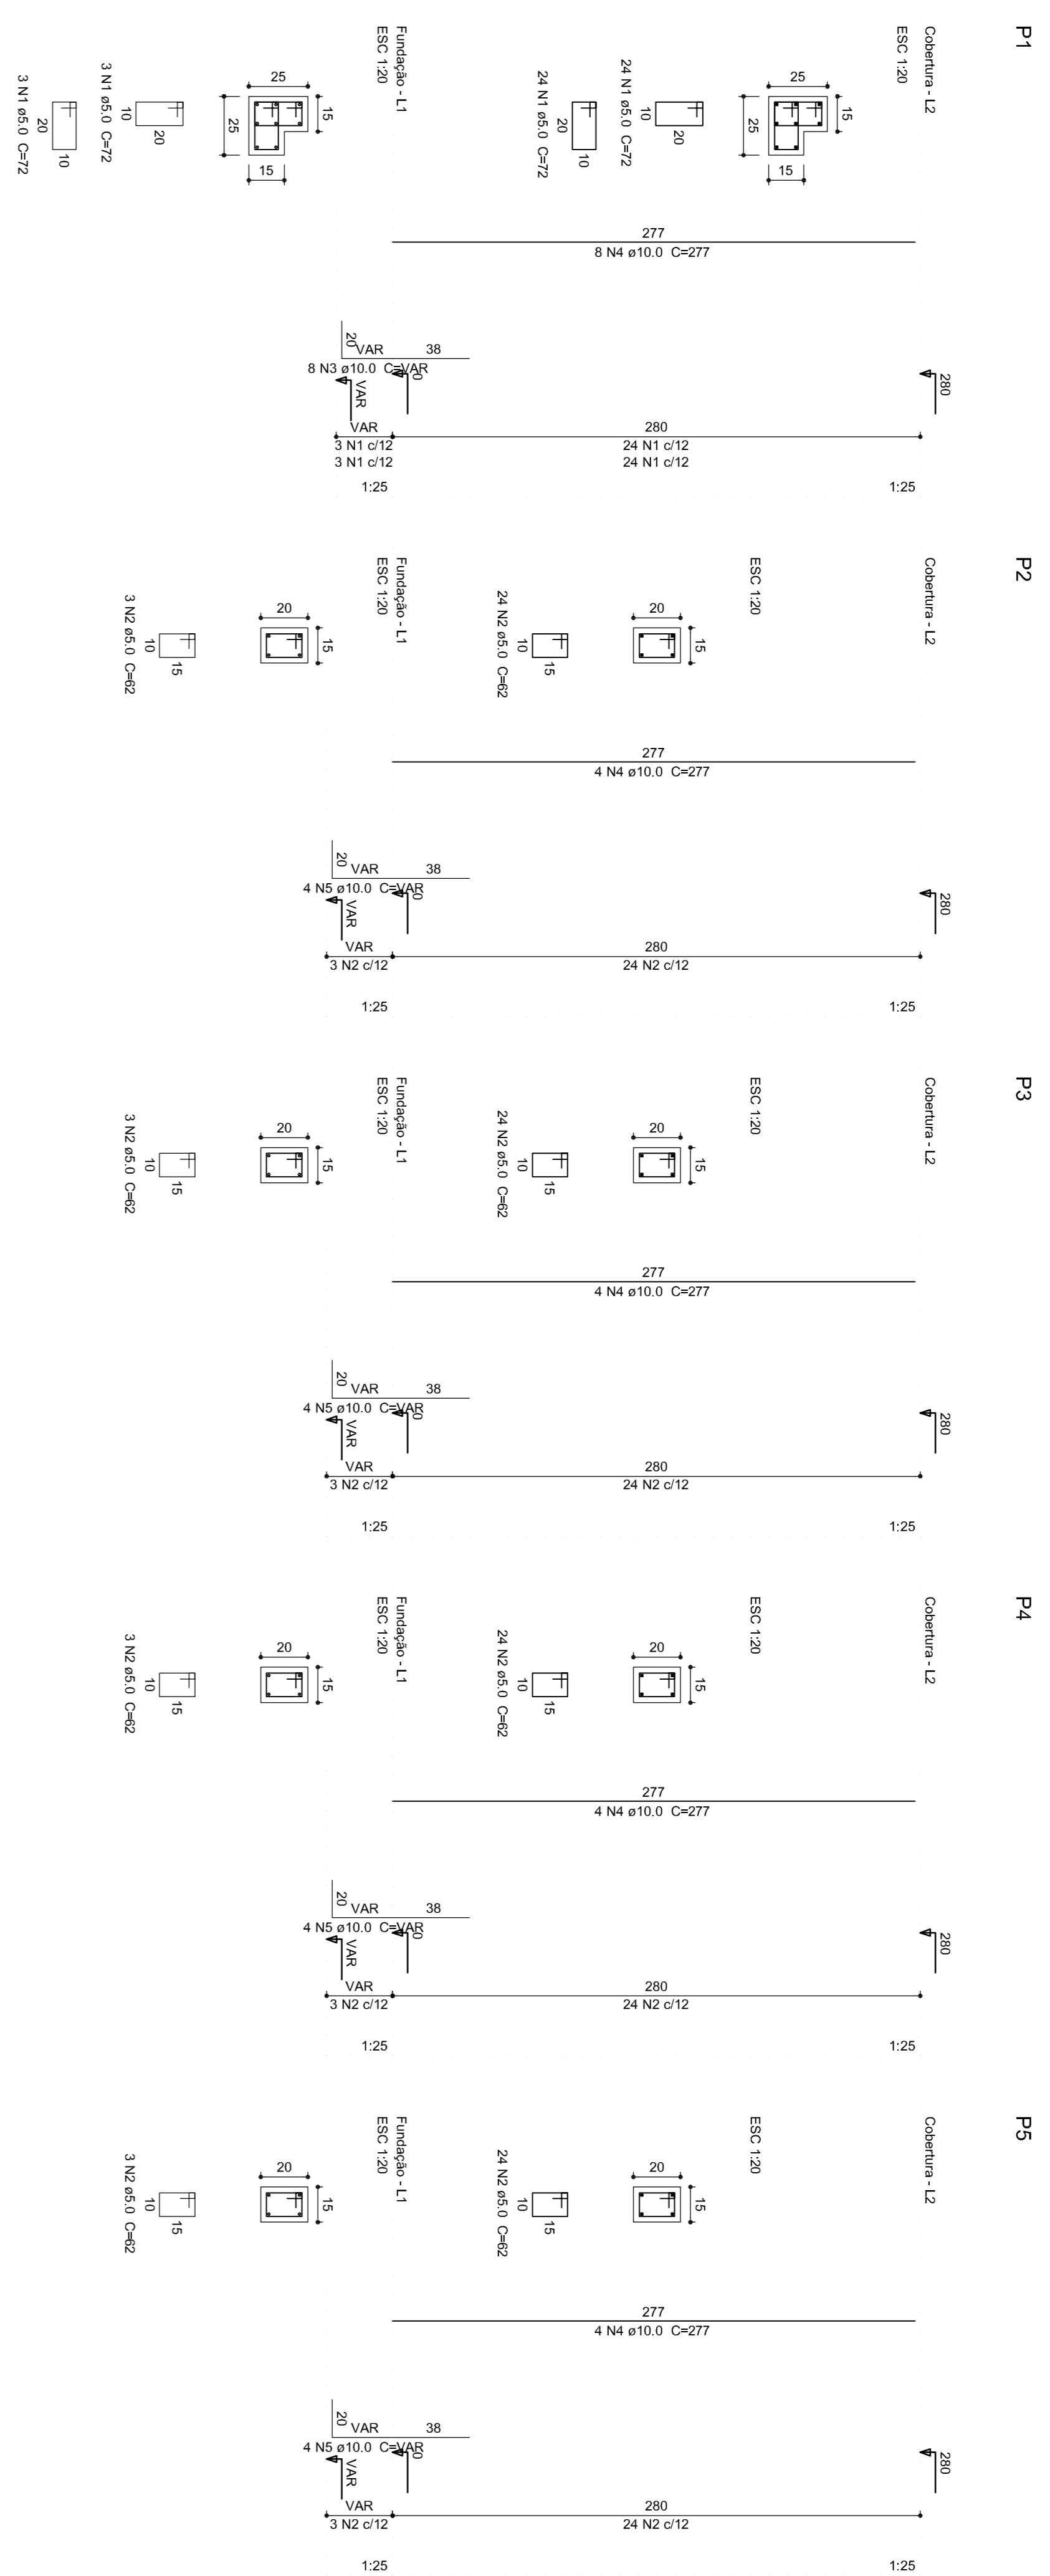 P1
Cobertura - L2
ESC 1:20
25
15
25
15
20
10
24 N1 ø5.0 C=72
20
10
24 N1 ø5.0 C=72
Fundação - L1
ESC 1:20
25
15
25
15
20
10
3 N1 ø5.0 C=72
20
10
3 N1 ø5.0 C=72
277
8 N4 ø10.0 C=277
20
VAR
38
8 N3 ø10.0 C=VAR
280
0
VAR
VAR
280
3 N1 c/12
24 N1 c/12
3 N1 c/12
24 N1 c/12
1:25
1:25
P2
Cobertura - L2
ESC 1:20
20
15
15
10
24 N2 ø5.0 C=62
Fundação - L1
ESC 1:20
20
15
15
10
3 N2 ø5.0 C=62
277
4 N4 ø10.0 C=277
20
VAR
38
4 N5 ø10.0 C=VAR
280
0
VAR
VAR
280
3 N2 c/12
24 N2 c/12
1:25
1:25
P3
Cobertura - L2
ESC 1:20
20
15
15
10
24 N2 ø5.0 C=62
Fundação - L1
ESC 1:20
20
15
15
10
3 N2 ø5.0 C=62
277
4 N4 ø10.0 C=277
20
VAR
38
4 N5 ø10.0 C=VAR
280
0
VAR
VAR
280
3 N2 c/12
24 N2 c/12
1:25
1:25
P4
Cobertura - L2
ESC 1:20
20
15
15
10
24 N2 ø5.0 C=62
Fundação - L1
ESC 1:20
20
15
15
10
3 N2 ø5.0 C=62
277
4 N4 ø10.0 C=277
20
VAR
38
4 N5 ø10.0 C=VAR
280
0
VAR
VAR
280
3 N2 c/12
24 N2 c/12
1:25
1:25
P5
Cobertura - L2
ESC 1:20
20
15
15
10
24 N2 ø5.0 C=62
Fundação - L1
ESC 1:20
20
15
15
10
3 N2 ø5.0 C=62
277
4 N4 ø10.0 C=277
20
VAR
38
4 N5 ø10.0 C=VAR
280
0
VAR
VAR
280
3 N2 c/12
24 N2 c/12
1:25
1:25